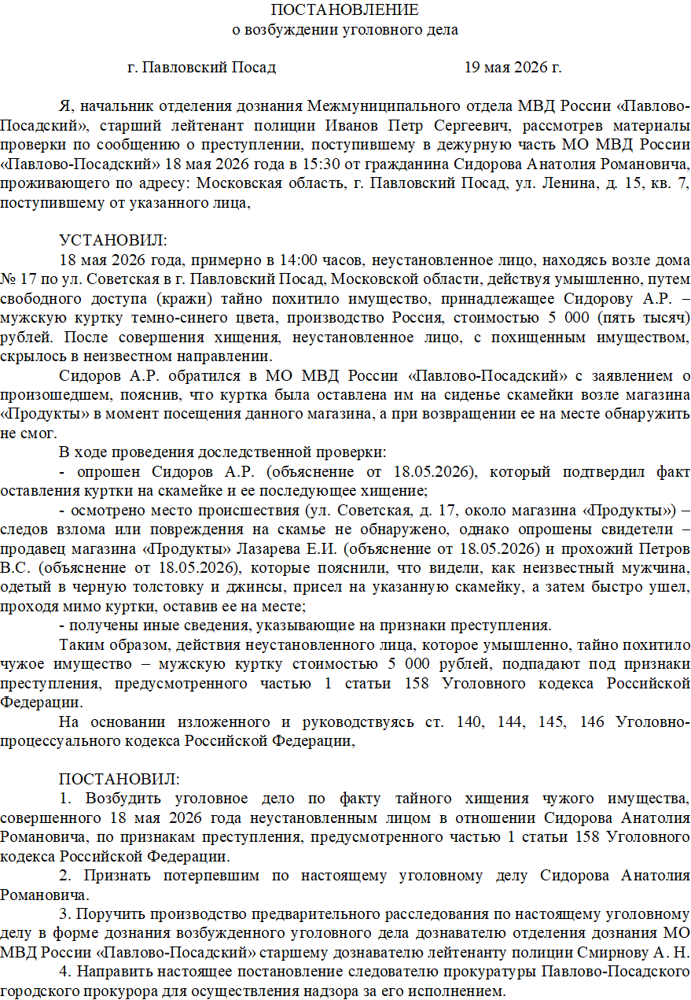 ПОСТАНОВЛЕНИЕ
о возбуждении уголовного дела
г. Павловский Посад 19 мая 2026 г.
Я, начальник отделения дознания Межмуниципального отдела МВД России «Павлово-
Посадский», старший лейтенант полиции Иванов Петр Сергеевич, рассмотрев материалы
проверки по сообщению о преступлении, поступившему в дежурную часть МО МВД России
«Павлово-Посадский» 18 мая 2026 года в 15:30 от гражданина Сидорова Анатолия Романовича,
проживающего по адресу: Московская область, г. Павловский Посад, ул. Ленина, д. 15, кв. 7,
поступившему от указанного лица,
УСТАНОВИЛ:
18 мая 2026 года, примерно в 14:00 часов, неустановленное лицо, находясь возле дома
№ 17 по ул. Советская в г. Павловский Посад, Московской области, действуя умышленно, путем
свободного доступа (кражи) тайно похитило имущество, принадлежащее Сидорову А.Р. –
мужскую куртку темно-синего цвета, производство Россия, стоимостью 5 000 (пять тысяч)
рублей. После совершения хищения, неустановленное лицо, с похищенным имуществом,
скрылось в неизвестном направлении.
Сидоров А.Р. обратился в МО МВД России «Павлово-Посадский» с заявлением о
произошедшем, пояснив, что куртка была оставлена им на сиденье скамейки возле магазина
«Продукты» в момент посещения данного магазина, а при возвращении ее на месте обнаружить
не смог.
В ходе проведения доследственной проверки:
- опрошен Сидоров А.Р. (объяснение от 18.05.2026), который подтвердил факт
оставления куртки на скамейке и ее последующее хищение;
- осмотрено место происшествия (ул. Советская, д. 17, около магазина «Продукты») –
следов взлома или повреждения на скамье не обнаружено, однако опрошены свидетели –
продавец магазина «Продукты» Лазарева Е.И. (объяснение от 18.05.2026) и прохожий Петров
В.С. (объяснение от 18.05.2026), которые пояснили, что видели, как неизвестный мужчина,
одетый в черную толстовку и джинсы, присел на указанную скамейку, а затем быстро ушел,
проходя мимо куртки, оставив ее на месте;
- получены иные сведения, указывающие на признаки преступления.
Таким образом, действия неустановленного лица, которое умышленно, тайно похитило
чужое имущество – мужскую куртку стоимостью 5 000 рублей, подпадают под признаки
преступления, предусмотренного частью 1 статьи 158 Уголовного кодекса Российской
Федерации.
На основании изложенного и руководствуясь ст. 140, 144, 145, 146 Уголовно-
процессуального кодекса Российской Федерации,
ПОСТАНОВИЛ:
1. Возбудить уголовное дело по факту тайного хищения чужого имущества,
совершенного 18 мая 2026 года неустановленным лицом в отношении Сидорова Анатолия
Романовича, по признакам преступления, предусмотренного частью 1 статьи 158 Уголовного
кодекса Российской Федерации.
2. Признать потерпевшим по настоящему уголовному делу Сидорова Анатолия
Романовича.
3. Поручить производство предварительного расследования по настоящему уголовному
делу в форме дознания возбужденного уголовного дела дознавателю отделения дознания МО
МВД России «Павлово-Посадский» старшему дознавателю лейтенанту полиции Смирнову А. Н.
4. Направить настоящее постановление следователю прокуратуры Павлово-Посадского
городского прокурора для осуществления надзора за его исполнением.